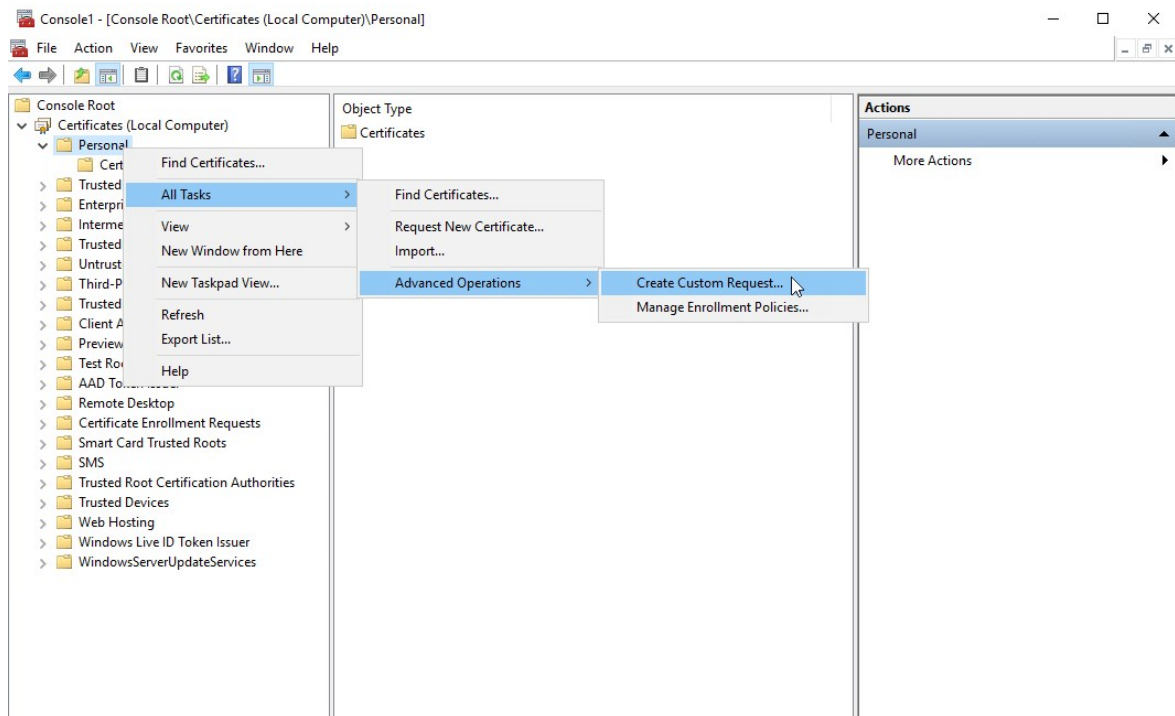 Console1 - [Console Root\Certificates (Local Computer)\Personal]
File Action View Favorites Window Help
Console Root
Certificates (Local Computer)
Personal
Cert
Trusted
Enterpri
Interme
Trusted
Untrust
Third-P
Trusted
Client A
Preview
Test Ro
AAD To
Remote Desktop
Certificate Enrollment Requests
Smart Card Trusted Roots
SMS
Trusted Root Certification Authorities
Trusted Devices
Web Hosting
Windows Live ID Token Issuer
WindowsServerUpdateServices
Find Certificates...
All Tasks
View
New Window from Here
New Taskpad View...
Refresh
Export List...
Help
Find Certificates...
Request New Certificate...
Import...
Advanced Operations
Create Custom Request...
Manage Enrollment Policies...
Object Type
Certificates
Actions
Personal
More Actions